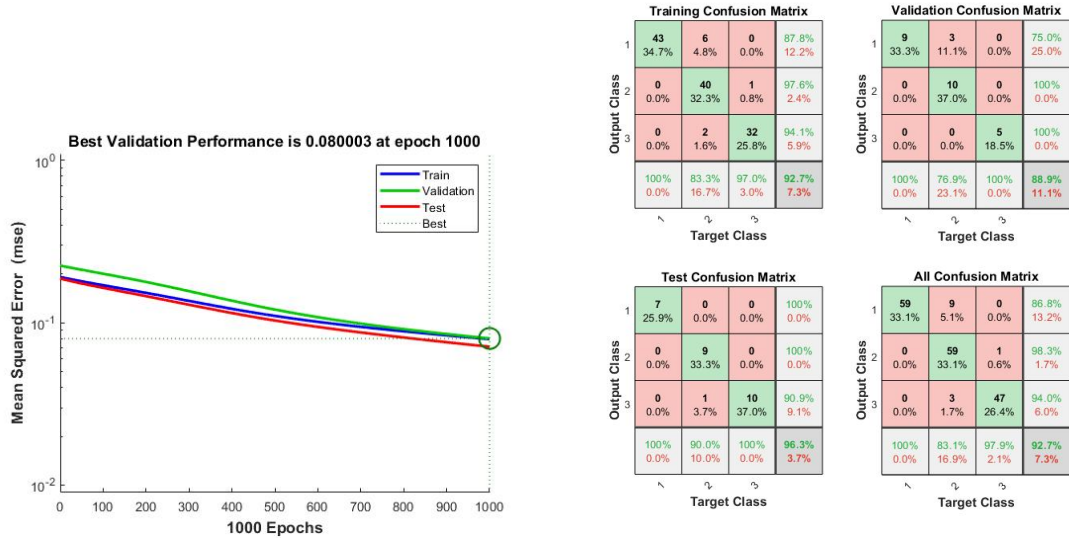 Best Validation Performance is 0.080003 at epoch 1000
Mean Squared Error (mse)
10^0
10^-1
10^-2
Train
Validation
Test
Best
0 100 200 300 400 500 600 700 800 900 1000
1000 Epochs
Training Confusion Matrix
Output Class
1 43 6 0 87.8%
34.7% 4.8% 0.0% 12.2%
2 0 40 1 97.6%
0.0% 32.3% 0.8% 2.4%
3 0 2 32 94.1%
0.0% 1.6% 25.8% 5.9%
100% 83.3% 97.0% 92.7%
0.0% 16.7% 3.0% 7.3%
1 2 3
Target Class
Validation Confusion Matrix
Output Class
1 9 3 0 75.0%
33.3% 11.1% 0.0% 25.0%
2 0 10 0 100%
0.0% 37.0% 0.0% 0.0%
3 0 0 5 100%
0.0% 0.0% 18.5% 0.0%
100% 76.9% 100% 88.9%
0.0% 23.1% 0.0% 11.1%
1 2 3
Target Class
Test Confusion Matrix
Output Class
1 7 0 0 100%
25.9% 0.0% 0.0% 0.0%
2 0 9 0 100%
0.0% 33.3% 0.0% 0.0%
3 0 1 10 90.9%
0.0% 3.7% 37.0% 9.1%
100% 90.0% 100% 96.3%
0.0% 10.0% 0.0% 3.7%
1 2 3
Target Class
All Confusion Matrix
Output Class
1 59 9 0 86.8%
33.1% 5.1% 0.0% 13.2%
2 0 59 1 98.3%
0.0% 33.1% 0.6% 1.7%
3 0 3 47 94.0%
0.0% 1.7% 26.4% 6.0%
100% 83.1% 97.9% 92.7%
0.0% 16.9% 2.1% 7.3%
1 2 3
Target Class